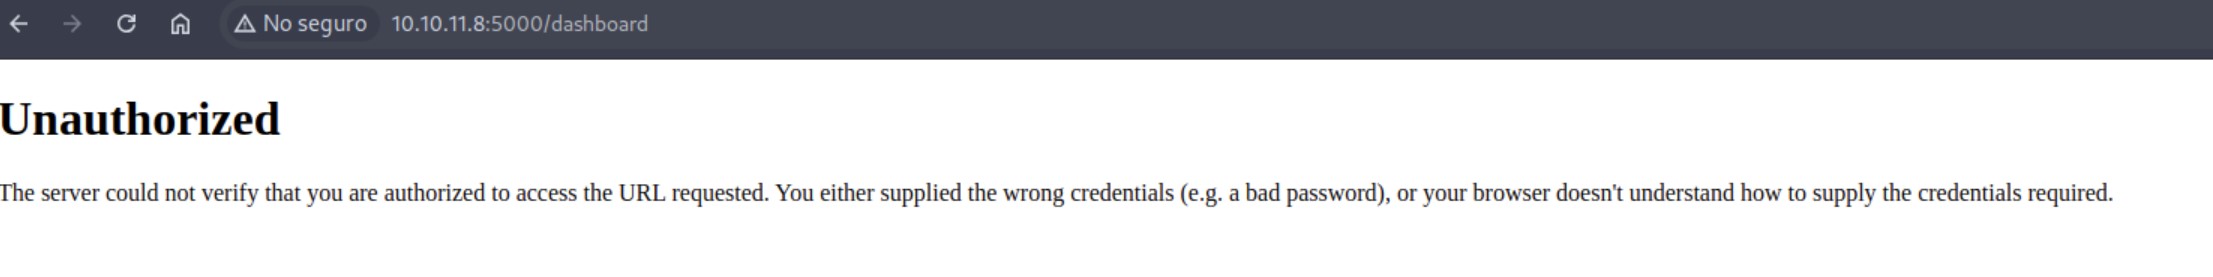 No seguro 10.10.11.8:5000/dashboard
Unauthorized
The server could not verify that you are authorized to access the URL requested. You either supplied the wrong credentials (e.g. a bad password), or your browser doesn't understand how to supply the credentials required.